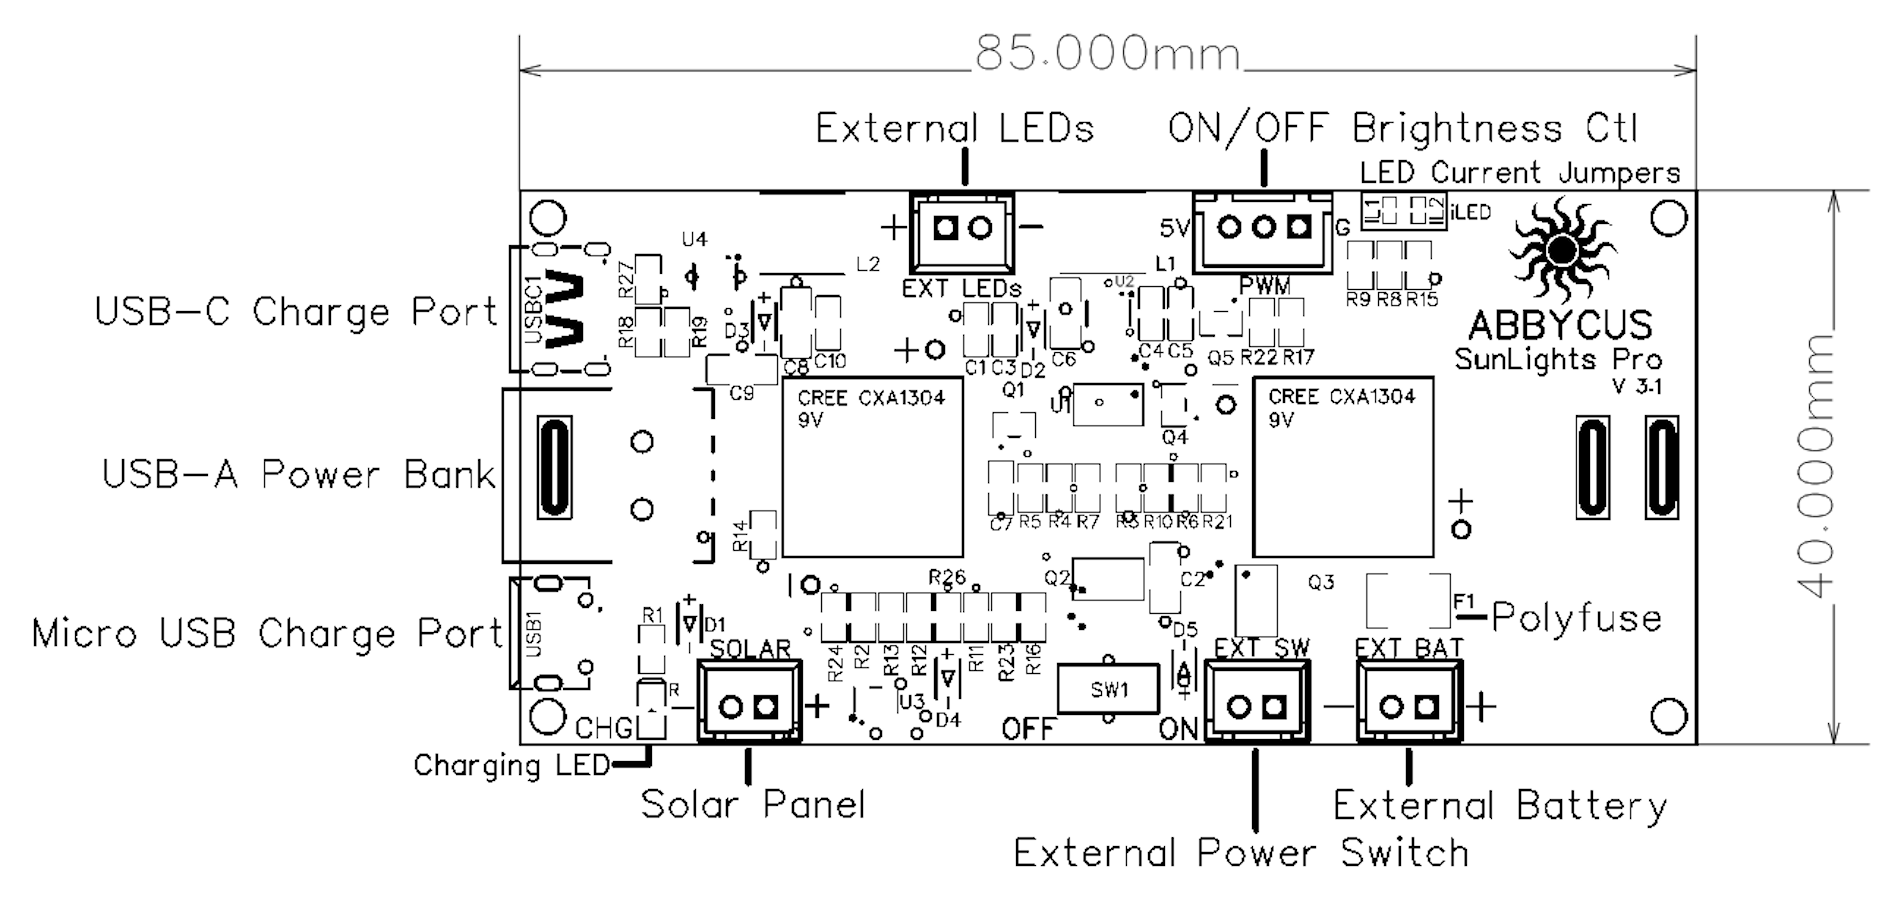 85.000mm
External LEDs
ON/OFF Brightness Ctl
LED Current Jumpers
+
-
5V
G
iL1
iL2
iLED
U4
L2
EXT LEDs
U2
L1
PWM
R9 R8 R15
USB-C Charge Port
USBC1
R27
R18
R19
D3
+
-
C8
C10
C9
+
C1 C3 D2
+
-
C6
C4 C5
Q5 R22 R17
ABBYCUS
SunLights Pro
V 3.1
40.000mm
CREE CXA1304
9V
Q1
U1
Q4
CREE CXA1304
9V
USB-A Power Bank
R14
C7 R5 R4 R7
R3 R10 R6 R21
+
R26
Q2
C2
Q3
F1
Polyfuse
Micro USB Charge Port
USB1
R1
+
D1
-
SOLAR
R24
R2
R13
R12
R11
R23
R16
+
D4
-
D5
+
-
EXT SW
EXT BAT
R
-
+
U3
SW1
-
+
CHG
OFF
ON
Charging LED
Solar Panel
External Battery
External Power Switch